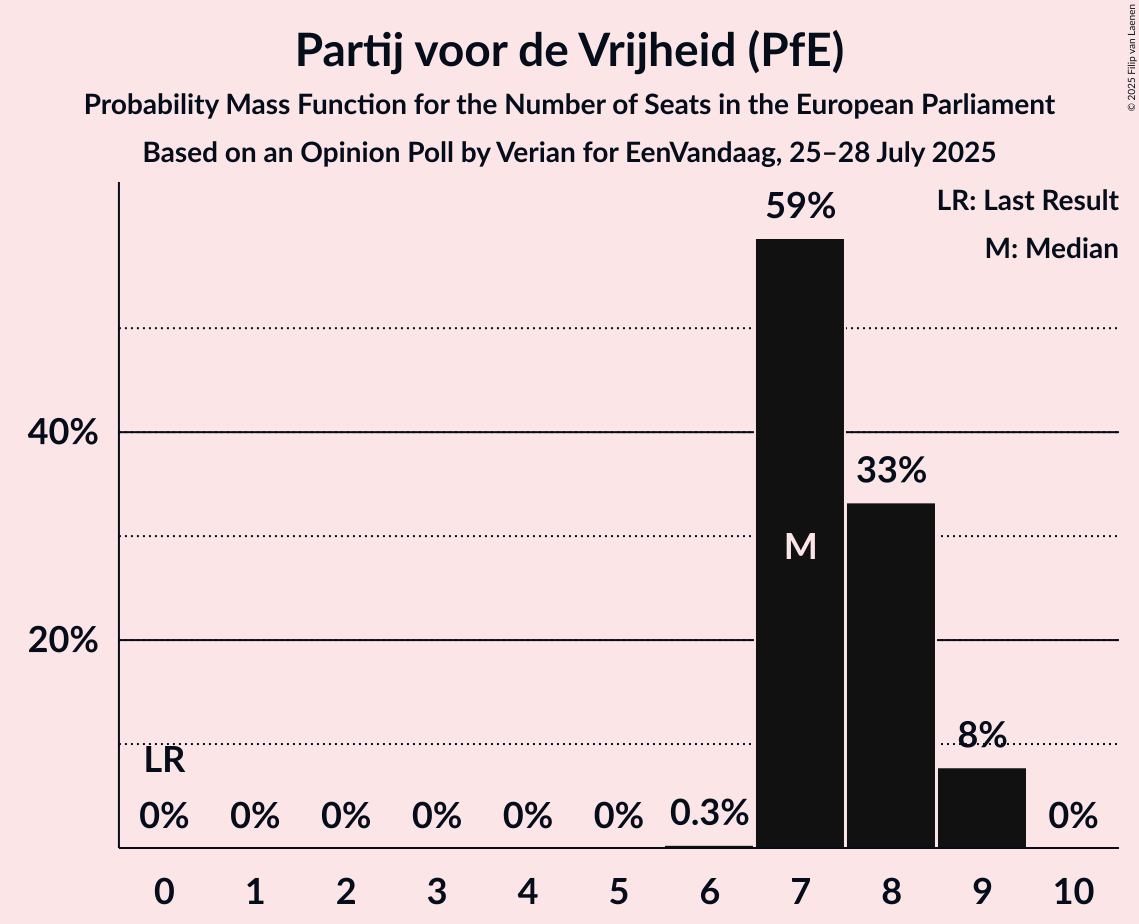 Partij voor de Vrijheid (PfE)
Probability Mass Function for the Number of Seats in the European Parliament
Based on an Opinion Poll by Verian for EenVandaag, 25–28 July 2025
© 2025 Filip van Laenen
LR: Last Result
M: Median
59%
40%
33%
M
20%
8%
LR
0% 0% 0% 0% 0% 0% 0.3% 0%
0 1 2 3 4 5 6 7 8 9 10